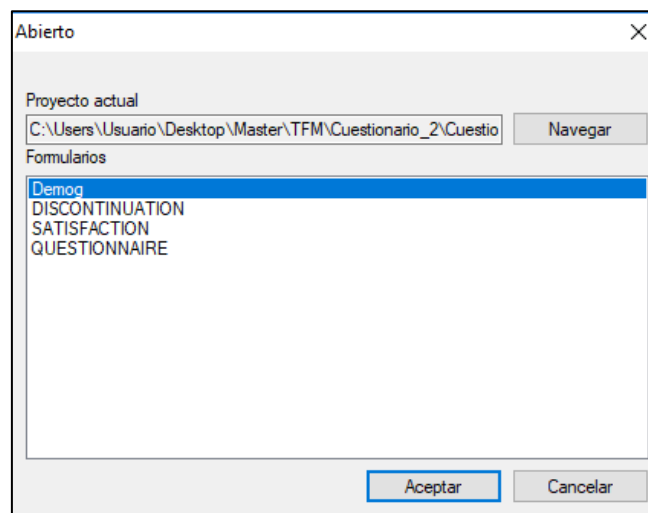 Abierto
Proyecto actual
C:\Users\Usuario\Desktop\Master\TFM\Cuestionario_2\Cuestio
Navegar
Formularios
Demog
DISCONTINUATION
SATISFACTION
QUESTIONNAIRE
Aceptar
Cancelar